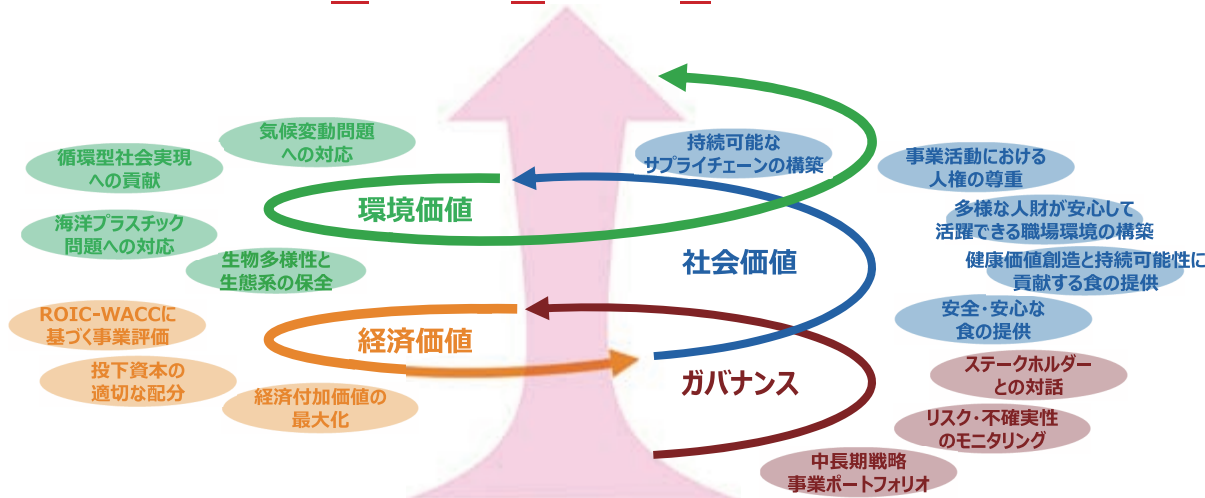 気候変動問題
への対応
循環型社会実現
への貢献
環境価値
海洋プラスチック
問題への対応
生物多様性と
生態系の保全
持続可能な
サプライチェーンの構築
事業活動における
人権の尊重
多様な人財が安心して
活躍できる職場環境の構築
社会価値
健康価値創造と持続可能性に
貢献する食の提供
安全・安心な
食の提供
ROIC-WACCに
基づく事業評価
経済価値
投下資本の
適切な配分
経済付加価値の
最大化
ガバナンス
ステークホルダー
との対話
リスク・不確実性
のモニタリング
中長期戦略
事業ポートフォリオ